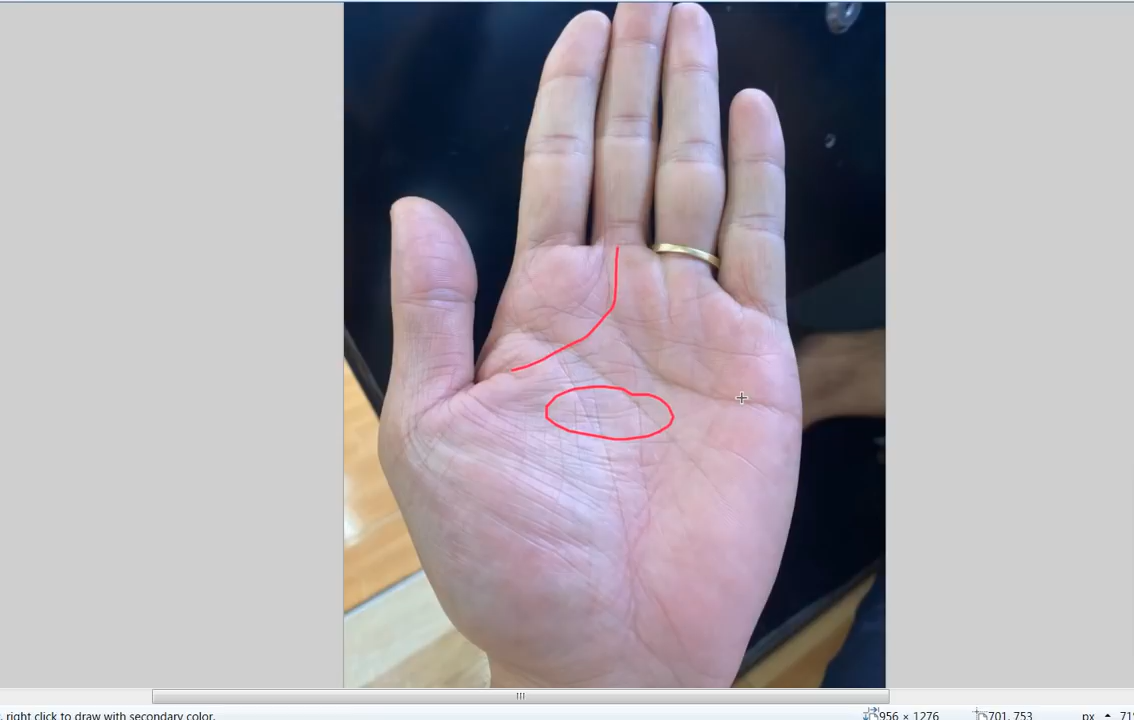 , right click to draw with secondary color.
956 × 1276
701, 753
px